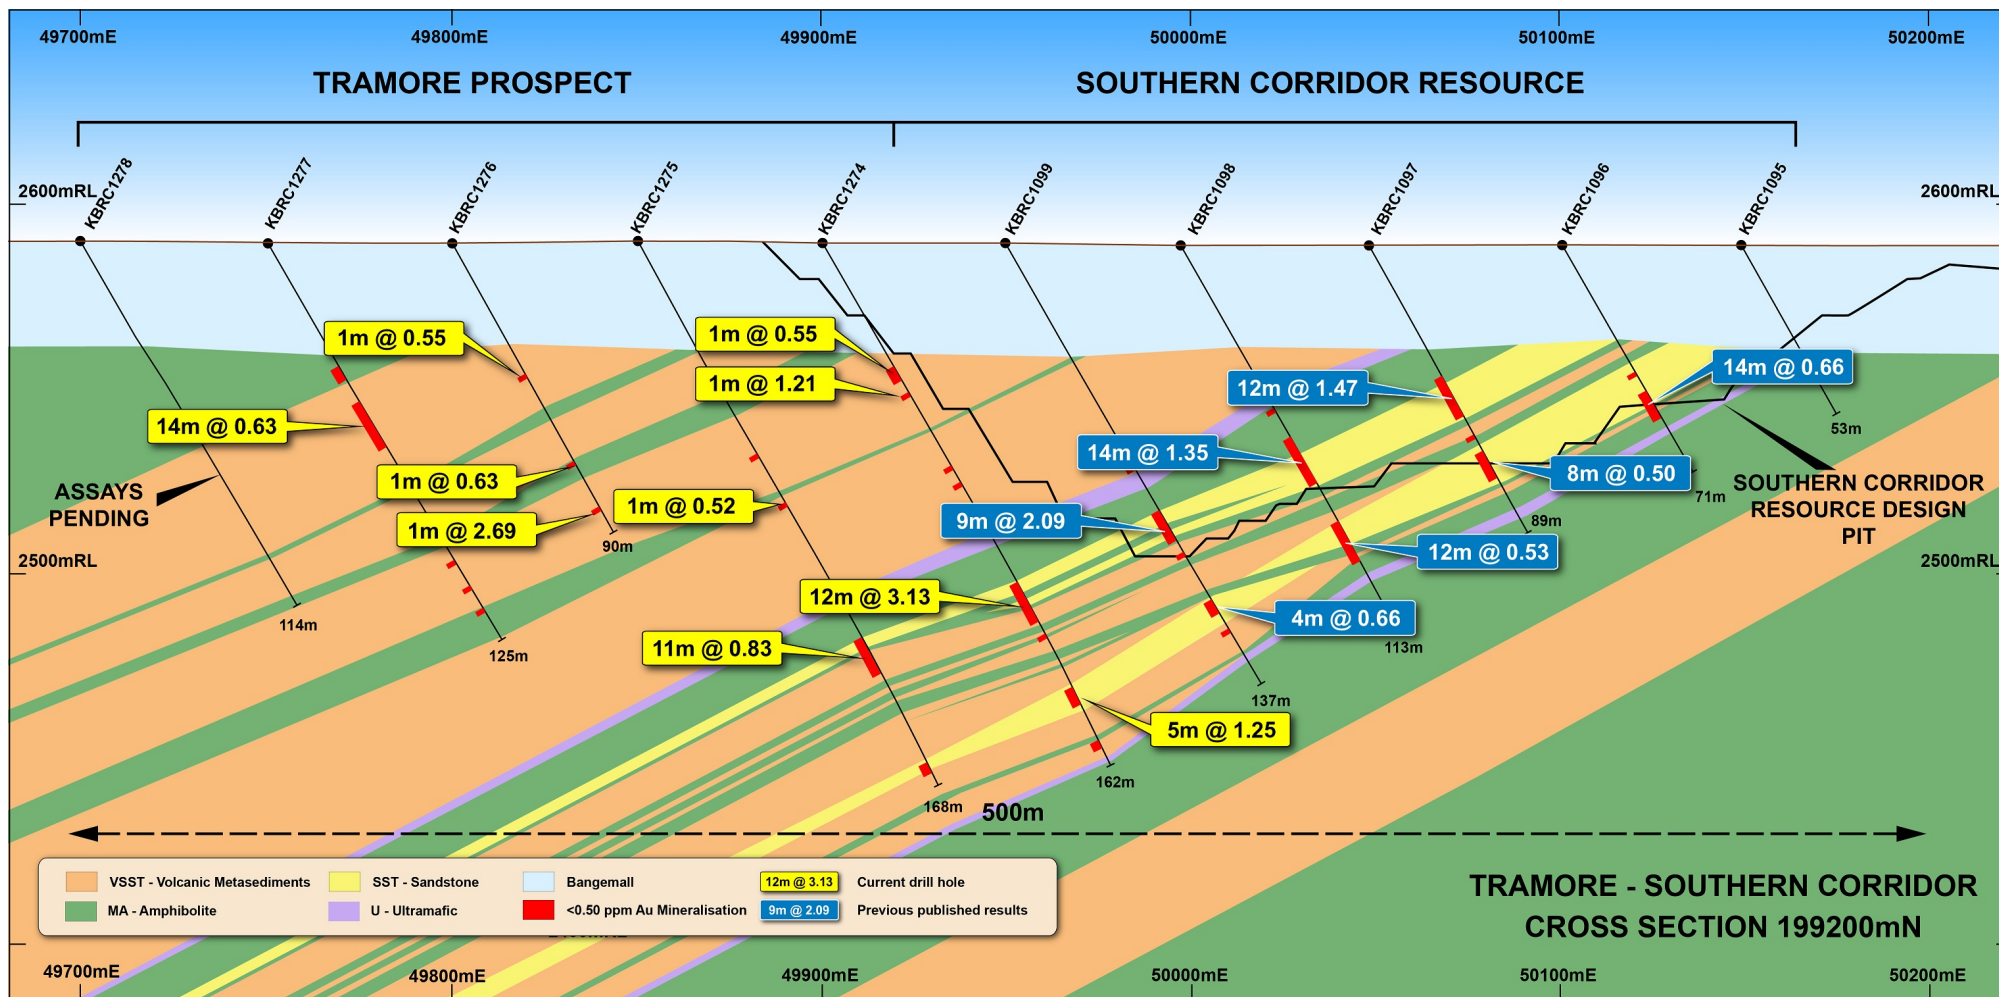 49700mE
49800mE
49900mE
50000mE
50100mE
50200mE
TRAMORE PROSPECT
SOUTHERN CORRIDOR RESOURCE
KBRC1278
KBRC1277
KBRC1276
KBRC1275
KBRC1274
KBRC1099
KBRC1098
KBRC1097
KBRC1096
KBRC1095
2600mRL
2600mRL
1m @ 0.55
1m @ 0.55
1m @ 1.21
14m @ 0.66
12m @ 1.47
14m @ 0.63
53m
14m @ 1.35
1m @ 0.63
8m @ 0.50
ASSAYS
PENDING
SOUTHERN CORRIDOR
RESOURCE DESIGN
PIT
71m
1m @ 0.52
9m @ 2.09
89m
1m @ 2.69
90m
12m @ 0.53
2500mRL
2500mRL
12m @ 3.13
4m @ 0.66
114m
11m @ 0.83
113m
125m
137m
5m @ 1.25
162m
168m
500m
VSST - Volcanic Metasediments
SST - Sandstone
Bangemall
12m @ 3.13
Current drill hole
MA - Amphibolite
U - Ultramafic
<0.50 ppm Au Mineralisation
9m @ 2.09
Previous published results
TRAMORE - SOUTHERN CORRIDOR
CROSS SECTION 199200mN
49700mE
49800mE
49900mE
50000mE
50100mE
50200mE